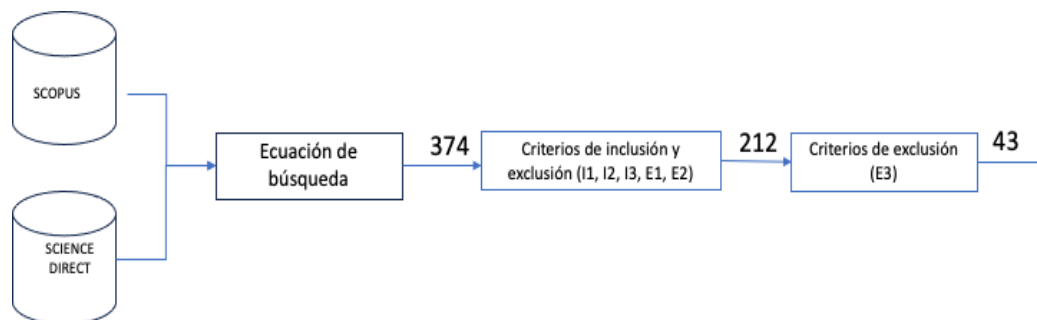 SCOPUS
SCIENCE
DIRECT
Ecuación de
búsqueda
374
Criterios de inclusión y
exclusión (I1, I2, I3, E1, E2)
212
Criterios de exclusión
(E3)
43